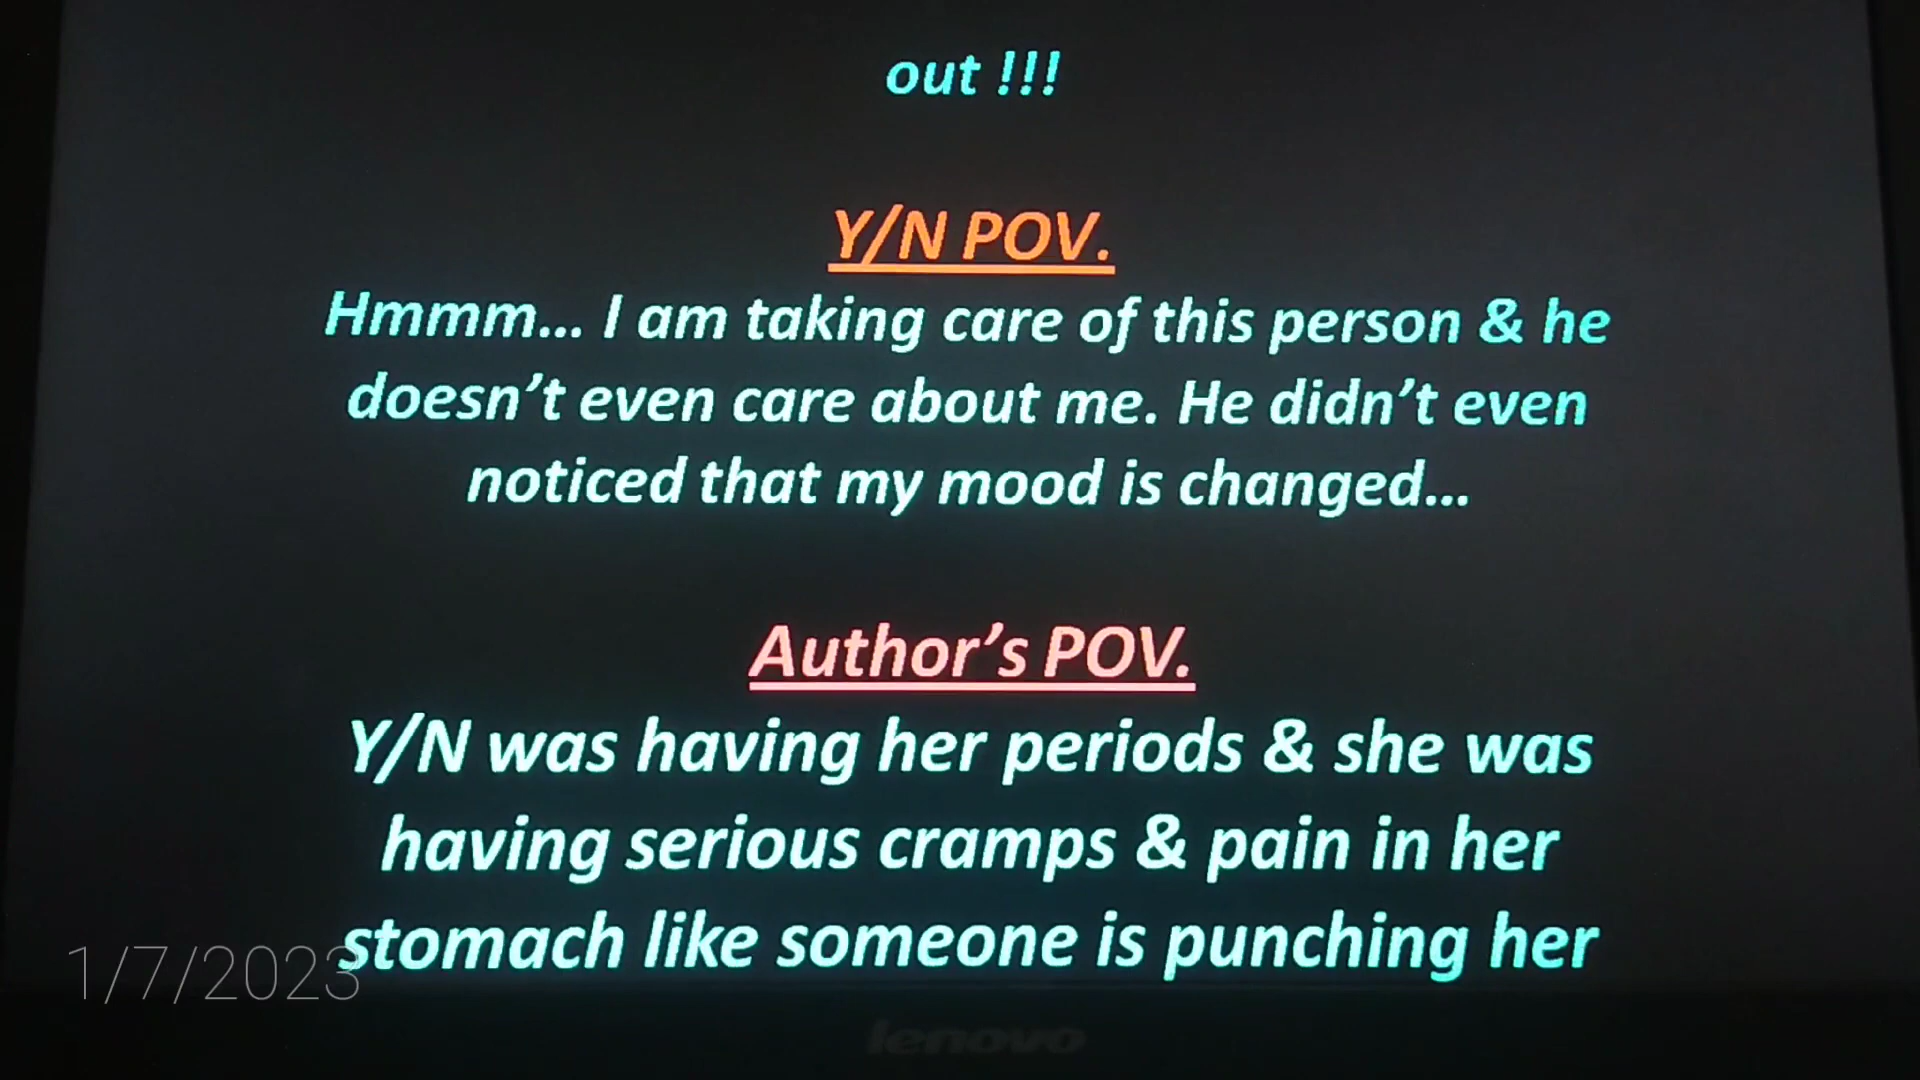 out !!!
Y/N POV.
Hmmm... I am taking care of this person & he
doesn't even care about me. He didn't even
noticed that my mood is changed...
Author's POV.
Y/N was having her periods & she was
having serious cramps & pain in her
stomach like someone is punching her
1/7/2023
lenovo